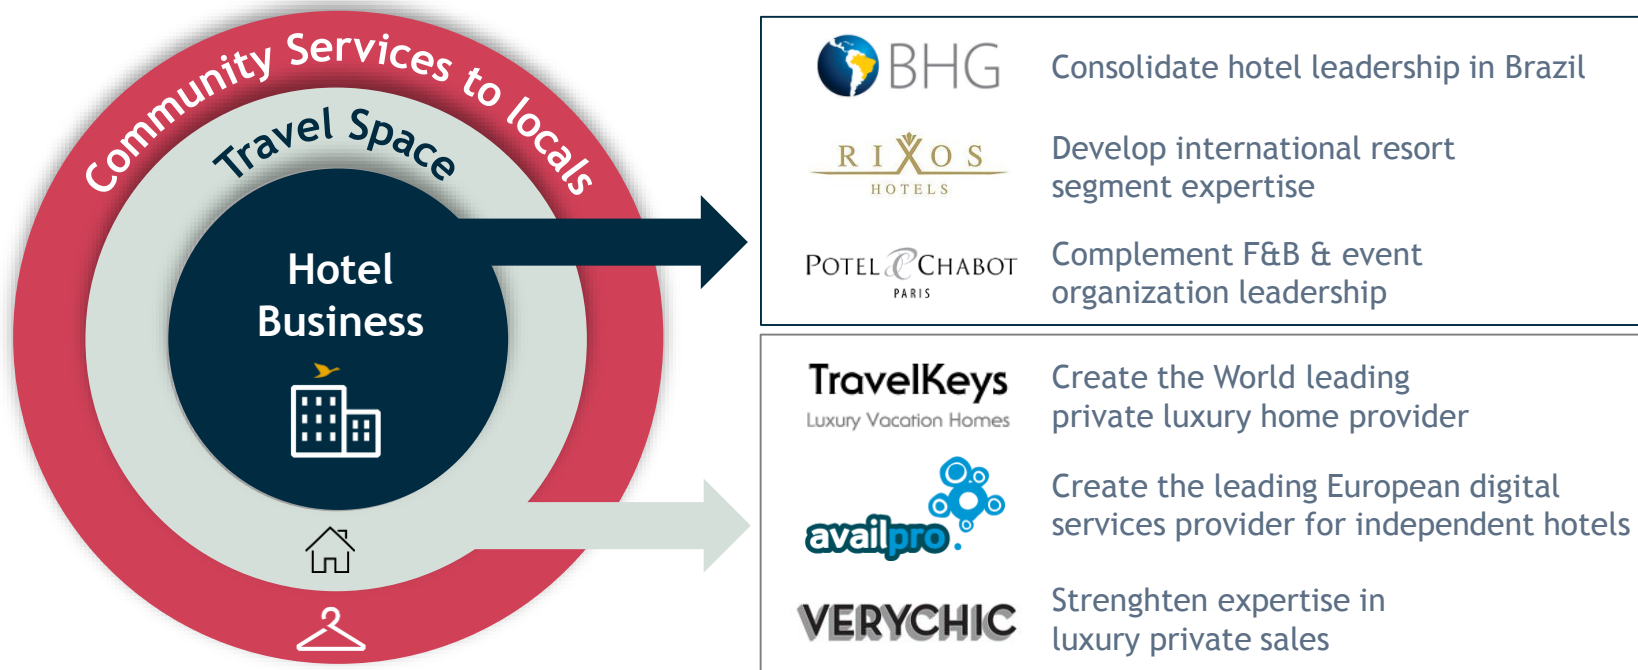 Community Services to locals
Travel Space
Hotel
Business
BHG
Consolidate hotel leadership in Brazil
RIXOS
HOTELS
Develop international resort
segment expertise
POTEL & CHABOT
PARIS
Complement F&B & event
organization leadership
TravelKeys
Luxury Vacation Homes
Create the World leading
private luxury home provider
availpro
Create the leading European digital
services provider for independent hotels
VERYCHIC
Strenghten expertise in
luxury private sales